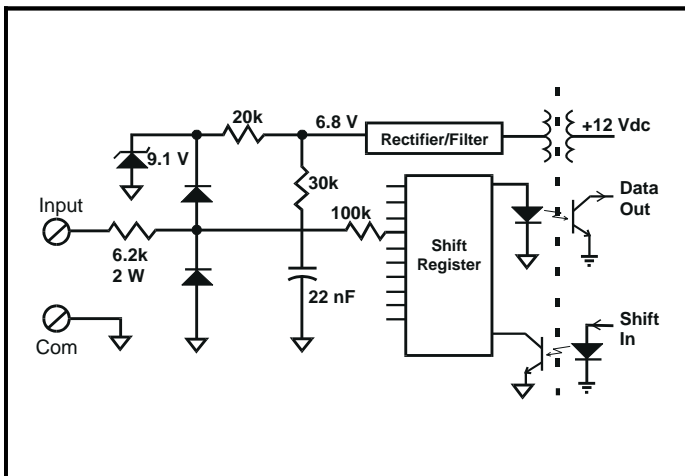 20k
6.8 V
Rectifier/Filter
+12 Vdc
9.1 V
30k
Data
Out
Input
100k
6.2k
2 W
Shift
Register
22 nF
Com
Shift
In